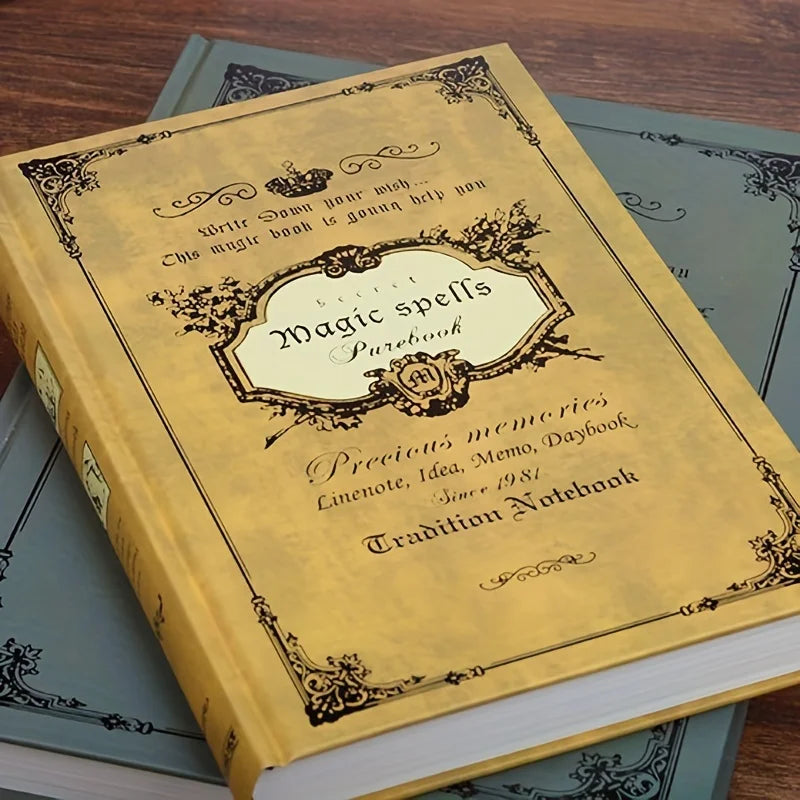 Write Down your wish...
This magic book is gonna help you
Secret
Magic spells
Purebook
M
Precious memories
Linenote, Idea, Memo, Daybook
Since 1981
Tradition Notebook